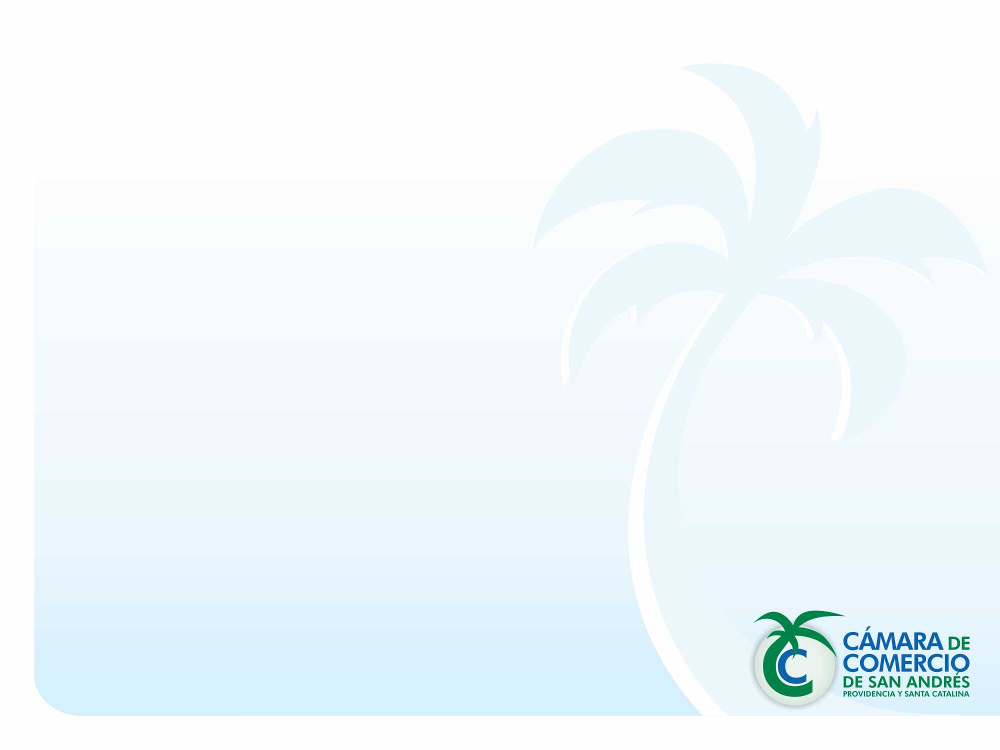 CÁMARA DE
COMERCIO
DE SAN ANDRÉS
PROVIDENCIA Y SANTA CATALINA